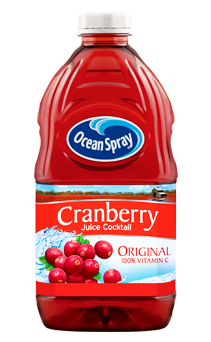 Ocean Spray
Cranberry
Juice Cocktail
ORIGINAL
100% VITAMIN C